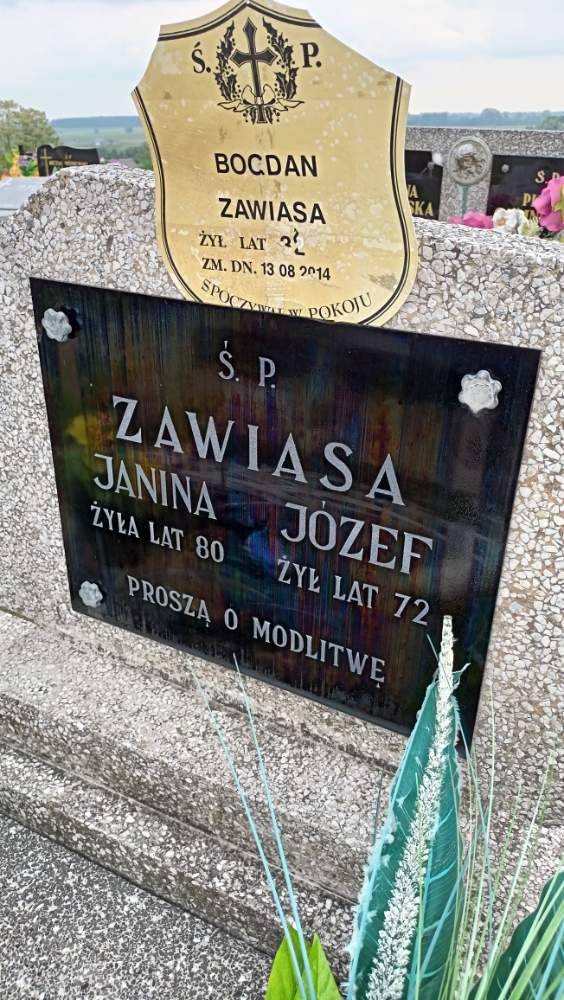 Ś. P.
BOGDAN
ZAWIASA
ŻYŁ LAT
ZM. DN. 13 08 2014
SPOCZYWAJ W POKOJU
Ś. P.
ZAWIASA
JANINA
ŻYŁA LAT 80
JÓZEF
ŻYŁ LAT 72
PROSZĄ O MODLITWĘ
Ś. P.